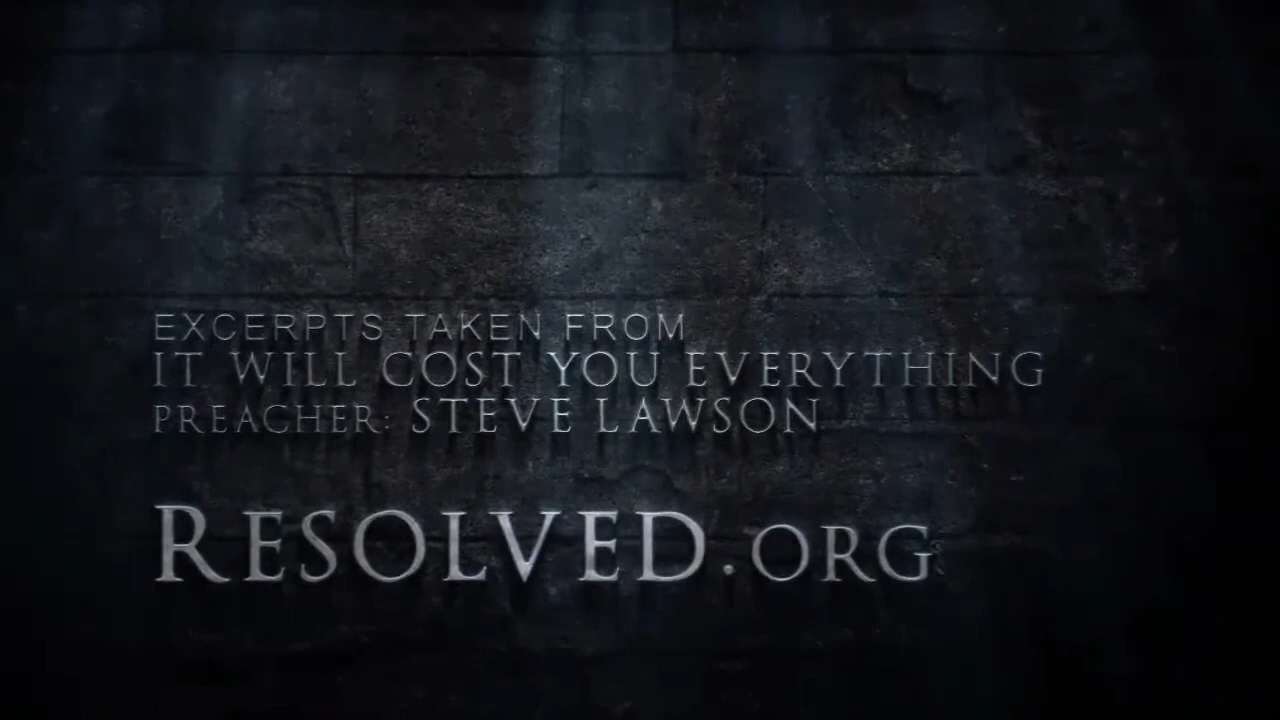 EXCERPTS TAKEN FROM
IT WILL COST YOU EVERYTHING
PREACHER: STEVE LAWSON
RESOLVED.ORG